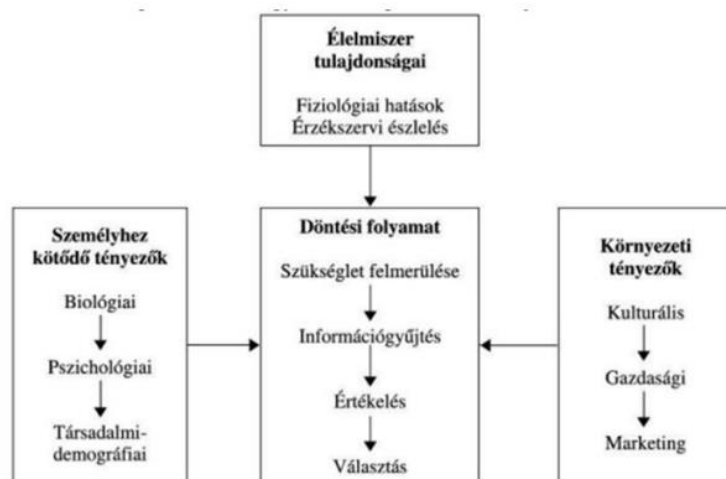 Élelmiszer
tulajdonságai
Fiziológiai hatások
Érzékszervi észlelés
Személyhez
kötődő tényezők
Biológiai
Pszichológiai
Társadalmi-
demográfiai
Döntési folyamat
Szükséglet felmerülése
Információgyűjtés
Értékelés
Választás
Környezeti
tényezők
Kulturális
Gazdasági
Marketing